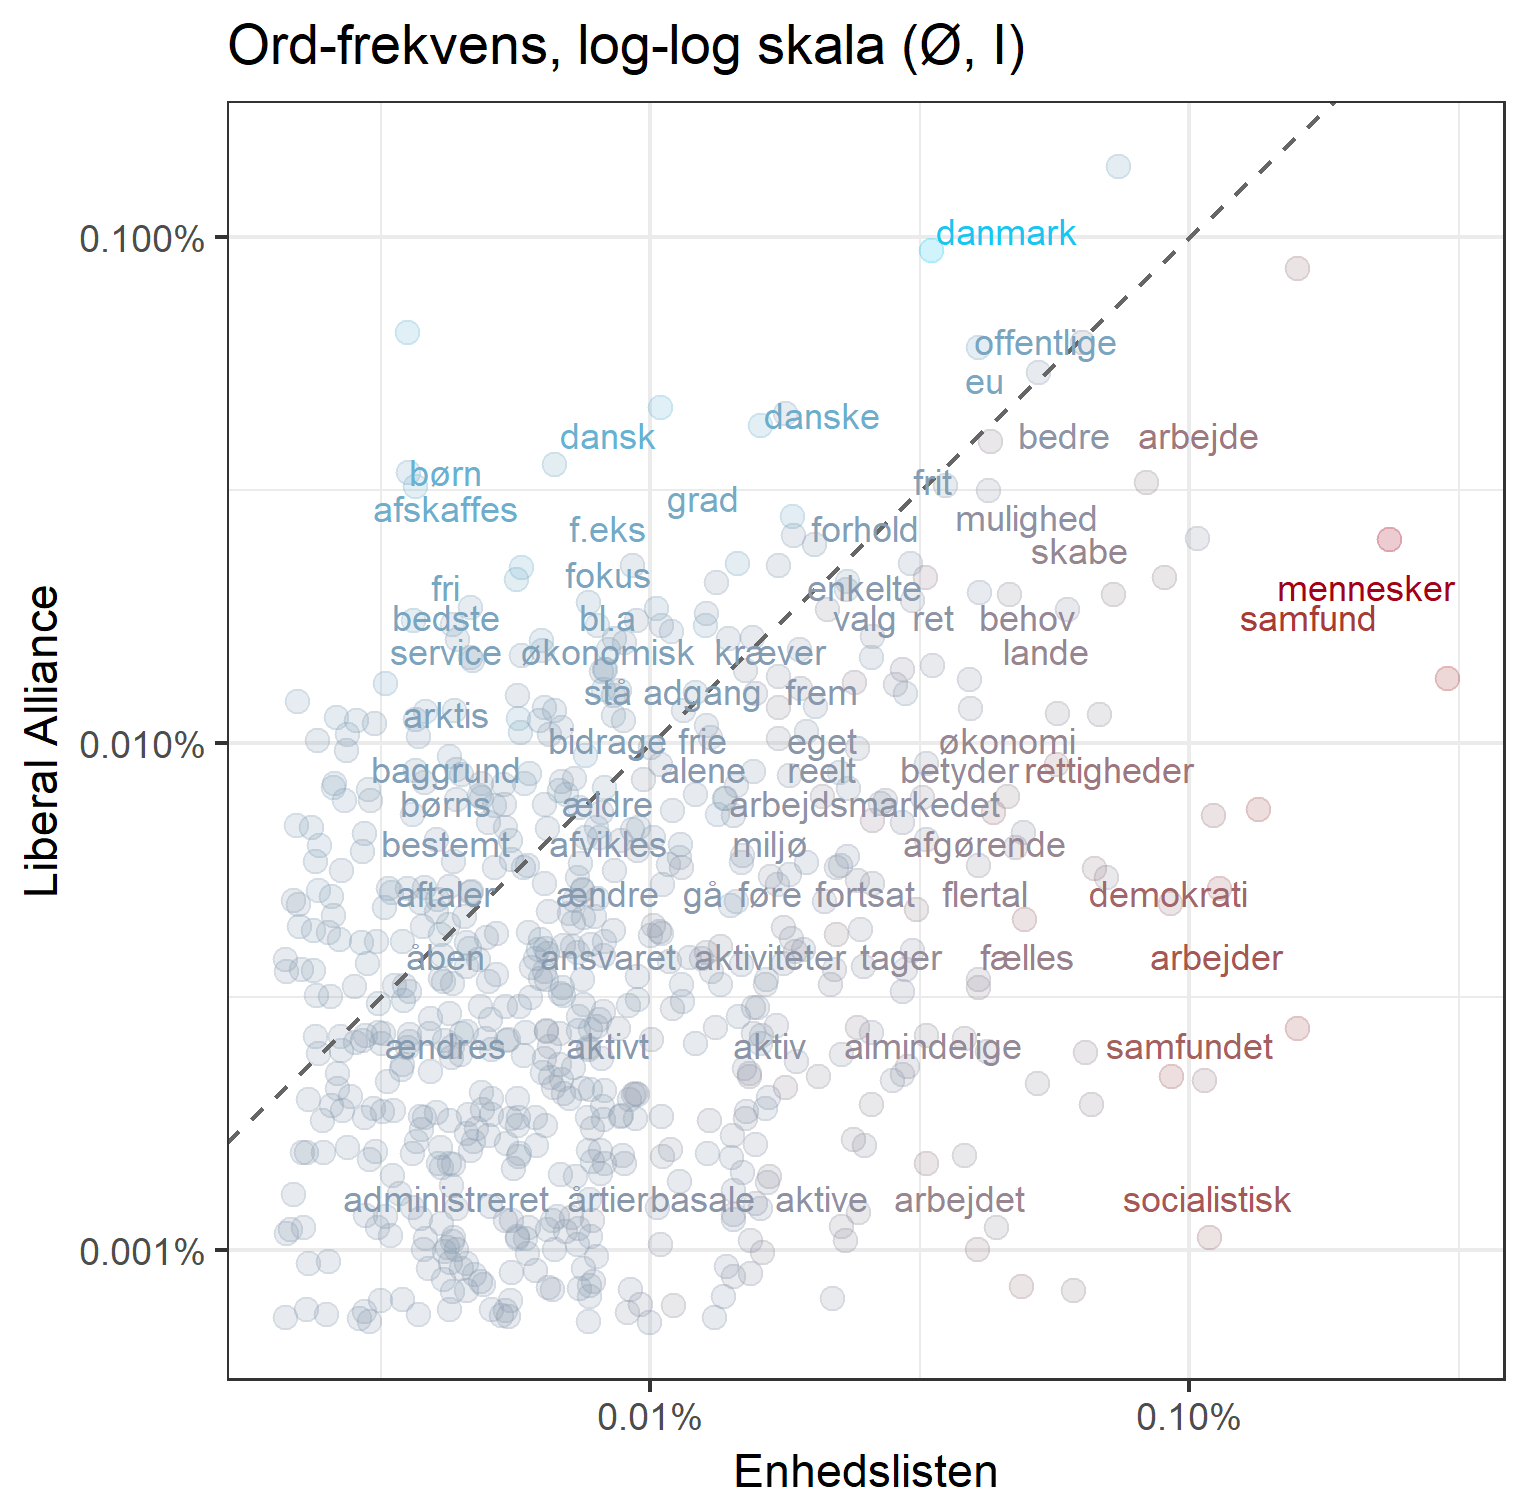 Ord-frekvens, log-log skala (Ø, I)
0.100%
danmark
offentlige
eu
danske
dansk
bedre arbejde
børn
frit
grad
afskaffes
f.eks
forhold
mulighed
skabe
fokus
fri
enkelte
mennesker
bedste
bl.a
valg ret
behov
samfund
service økonomisk kræver
lande
stå adgang frem
arktis
0.010%
bidrage frie
eget
økonomi
baggrund
alene reelt
betyder rettigheder
børns
ældre
arbejdsmarkedet
bestemt
afvikles
miljø
afgørende
aftaler
ændre
gå føre fortsat flertal
demokrati
åben
ansvaret aktiviteter tager
fælles
arbejder
ændres
aktivt
aktiv
almindelige
samfundet
administreret årtier basale
aktive
arbejdet
socialistisk
0.001%
0.01%
0.10%
Enhedslisten
Liberal Alliance